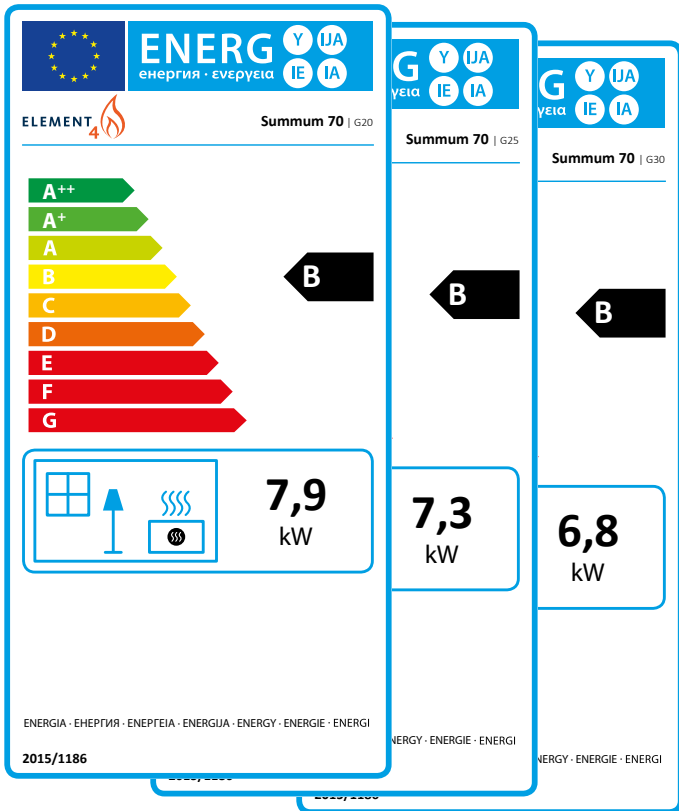 ENERG
енергия · ενεργεια
Y IJA
IE IA
ELEMENT 4
Summum 70 | G20
A++
A+
A
B
C
D
E
F
G
B
7,9
kW
ENERGIA · ЕНЕРГИЯ · ΕΝΕΡΓΕΙΑ · ENERGIJA · ENERGY · ENERGIE · ENERGI
2015/1186
G
Y IJA
IE IA
Summum 70 | G25
B
7,3
kW
ENERGIE · ENERGI
G
Y IJA
IE IA
Summum 70 | G30
B
6,8
kW
ENERGIE · ENERGI